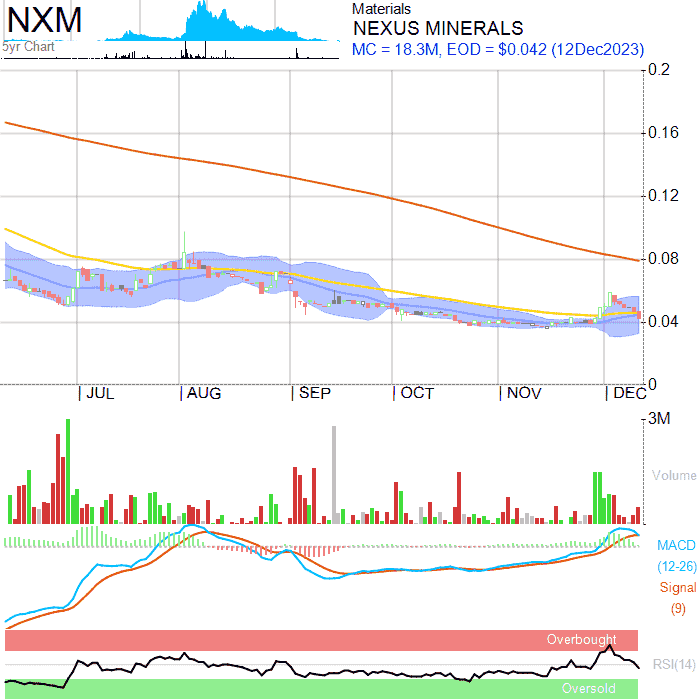 NXM
5yr Chart
Materials
NEXUS MINERALS
MC = 18.3M, EOD = $0.042 (12Dec2023)
0.2
0.16
0.12
0.08
0.04
0
JUL AUG SEP OCT NOV DEC
3M
Volume
MACD
(12-26)
Signal
(9)
Overbought
RSI(14)
Oversold